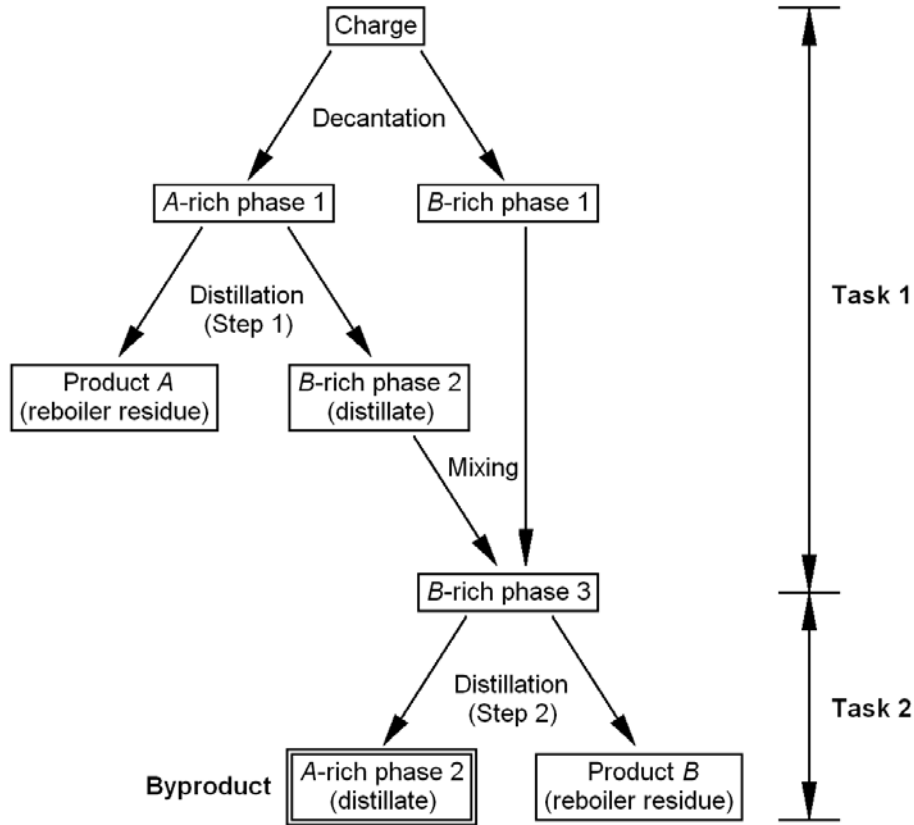 Charge
Decantation
A-rich phase 1
B-rich phase 1
Distillation
(Step 1)
Task 1
Product A
(reboiler residue)
B-rich phase 2
(distillate)
Mixing
B-rich phase 3
Distillation
(Step 2)
Task 2
Byproduct
A-rich phase 2
(distillate)
Product B
(reboiler residue)